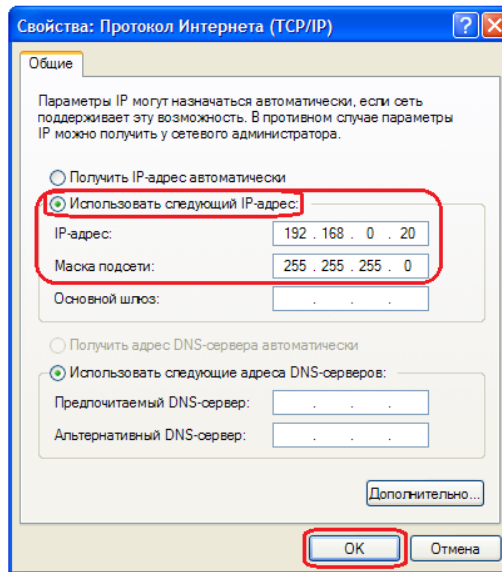 Свойства: Протокол Интернета (TCP/IP)
Общие
Параметры IP могут назначаться автоматически, если сеть
поддерживает эту возможность. В противном случае параметры
IP можно получить у сетевого администратора.
Получить IP-адрес автоматически
Использовать следующий IP-адрес:
IP-адрес: 192 . 168 . 0 . 20
Маска подсети: 255 . 255 . 255 . 0
Основной шлюз: . . .
Получить адрес DNS-сервера автоматически
Использовать следующие адреса DNS-серверов:
Предпочитаемый DNS-сервер: . . .
Альтернативный DNS-сервер: . . .
Дополнительно...
OK Отмена